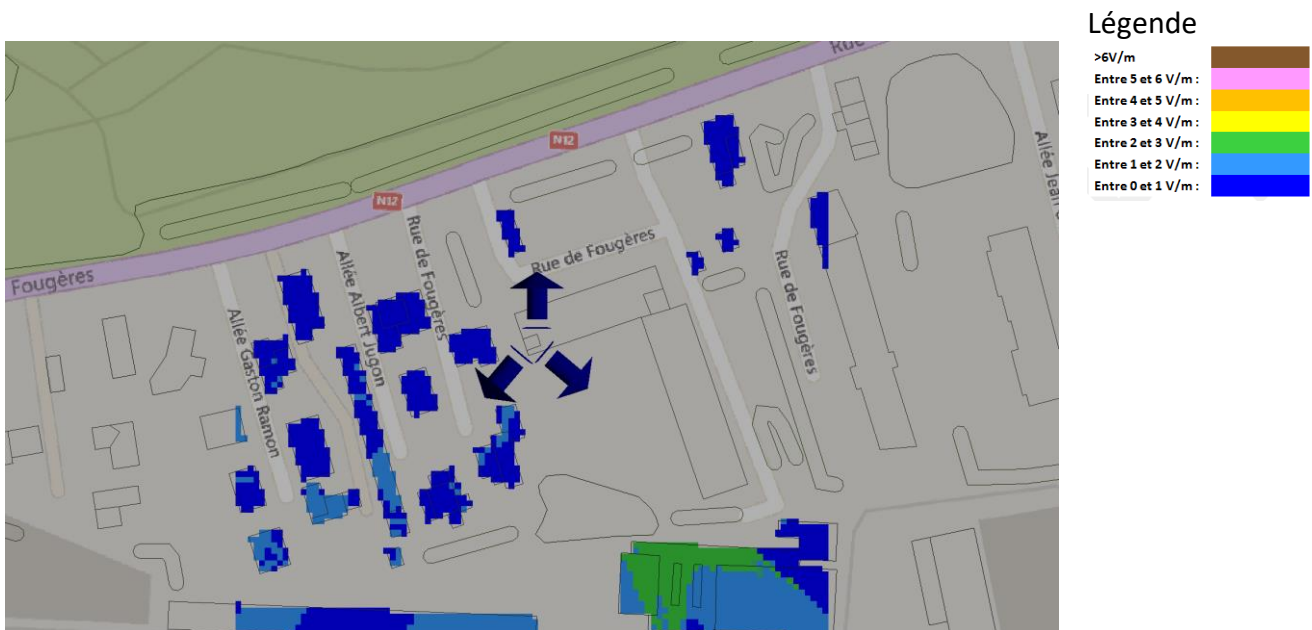 Légende
>6V/m
Entre 5 et 6 V/m :
Entre 4 et 5 V/m :
Entre 3 et 4 V/m :
Entre 2 et 3 V/m :
Entre 1 et 2 V/m :
Entre 0 et 1 V/m :
Rue
N12
N12
Fougères
Allée Gaston Ramon
Allée Albert Jugon
Rue de Fougères
Rue de Fougères
Rue de Fougères
Allée Jean